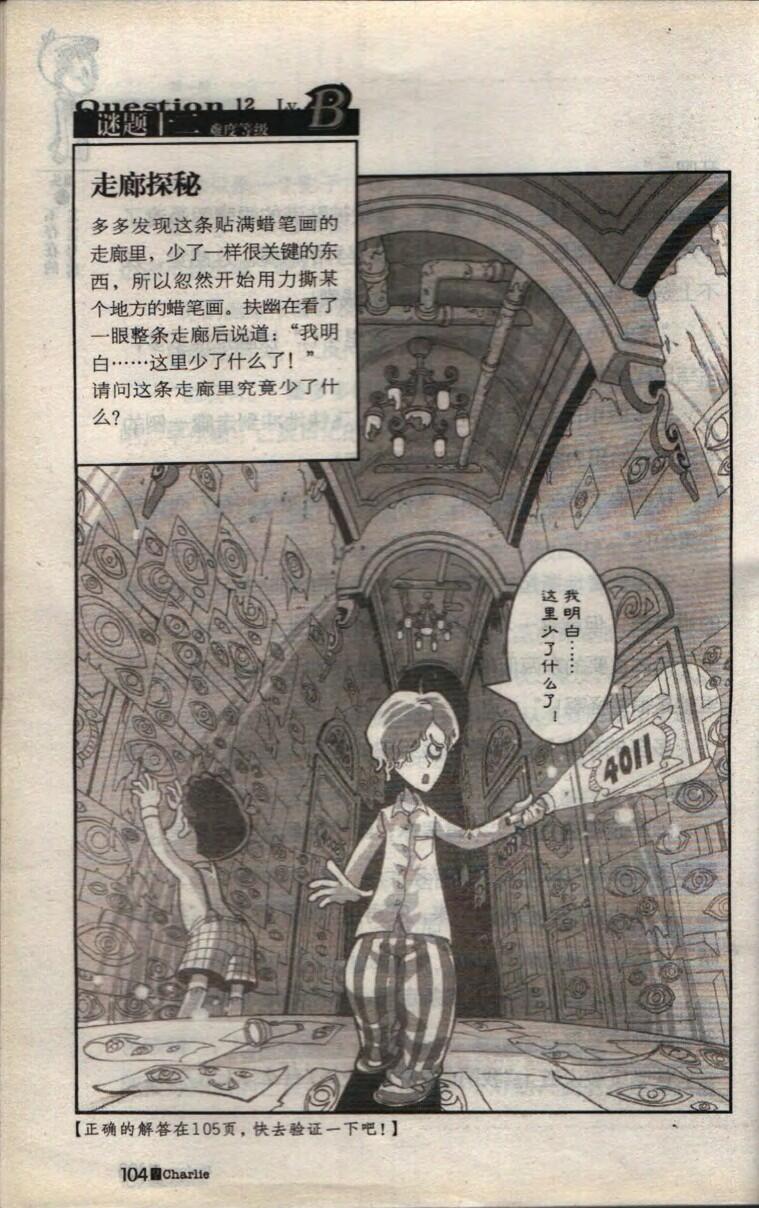 Question 12 Lv. B
谜题十二 难度等级
走廊探秘
多多发现这条贴满蜡笔画的
走廊里，少了一样很关键的东
西，所以忽然开始用力撕某
个地方的蜡笔画。扶幽在看了
一眼整条走廊后说道：“我明
白……这里少了什么了！”
请问这条走廊里究竟少了什
么？
我明白……
这里少了什么了！
4011
【正确的解答在105页，快去验证一下吧！】
104 Charlie